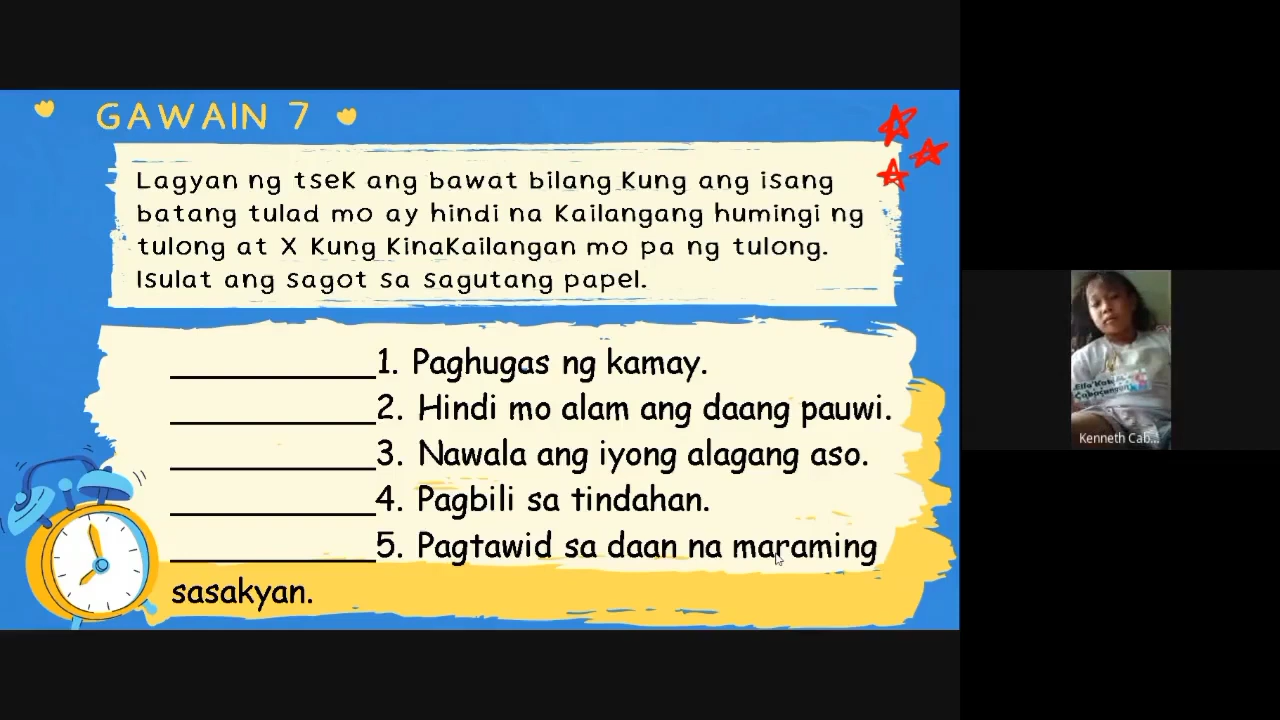 GAWAIN 7
Lagyan ng tsek ang bawat bilang kung ang isang
batang tulad mo ay hindi na kailangang humingi ng
tulong at X kung kinakailangan mo pa ng tulong.
Isulat ang sagot sa sagutang papel.
____________1. Paghugas ng kamay.
____________2. Hindi mo alam ang daang pauwi.
____________3. Nawala ang iyong alagang aso.
____________4. Pagbili sa tindahan.
____________5. Pagtawid sa daan na maraming
sasakyan.
Kenneth Cab...